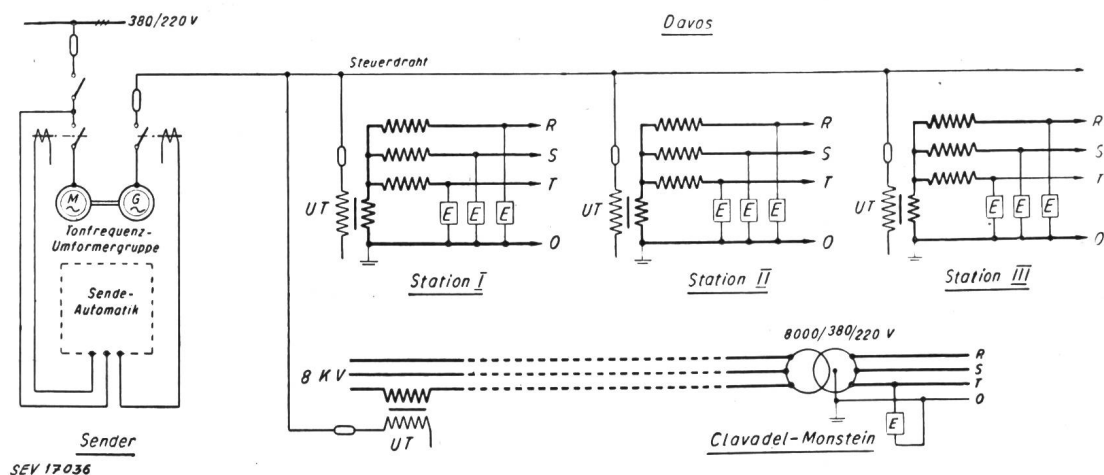 380/220 V
Davos
Steuerdraht
R
S
T
O
E E E
UT
Station I
R
S
T
O
E E E
UT
Station II
R
S
T
O
E E E
UT
Station III
M
G
Tonfrequenz-
Umformergruppe
Sende-
Automatik
Sender
8 KV
UT
8000/380/220 V
R
S
T
O
E
Clavadel-Monstein
SEV 17036